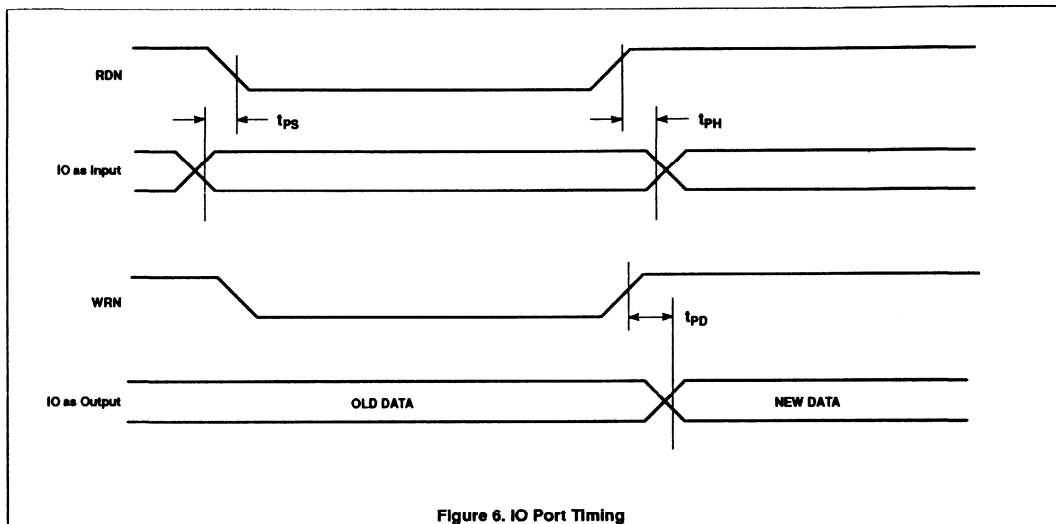 RDN
tPS
tPH
IO as Input
WRN
tPD
IO as Output
OLD DATA
NEW DATA
Figure 6. IO Port Timing